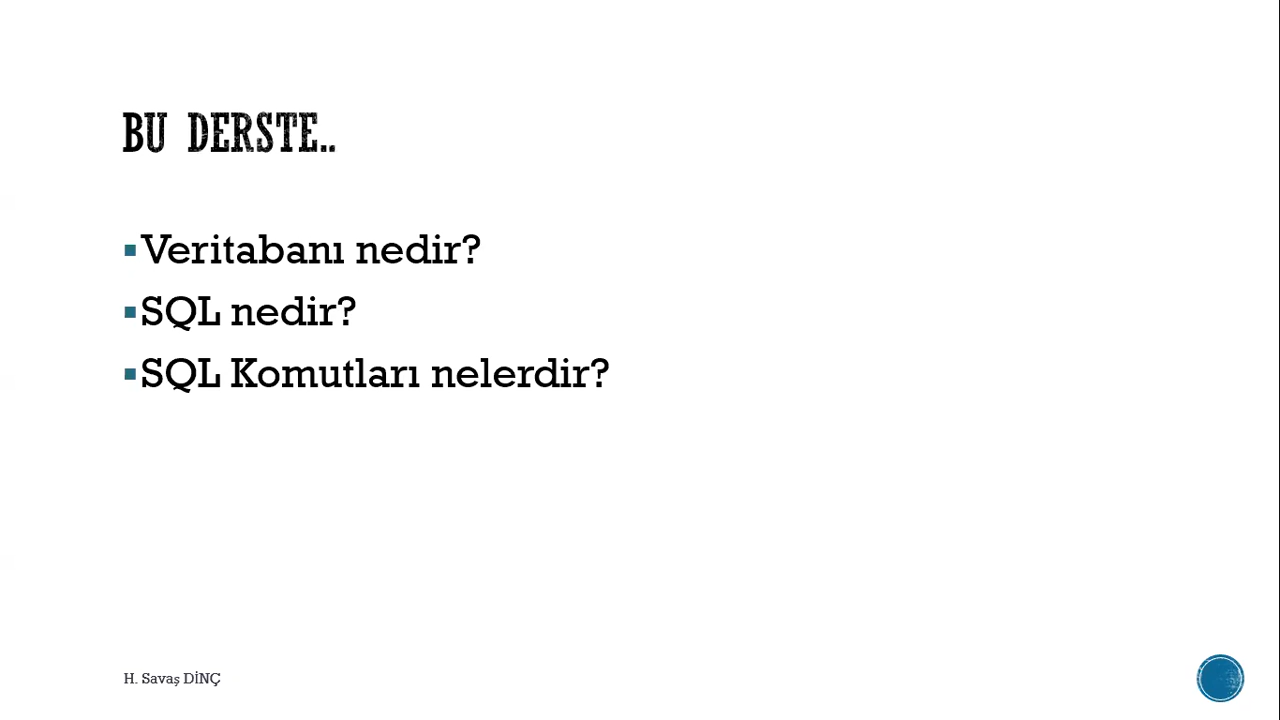 BU DERSTE..
Veritabanı nedir?
SQL nedir?
SQL Komutları nelerdir?
H. Savaş DİNÇ